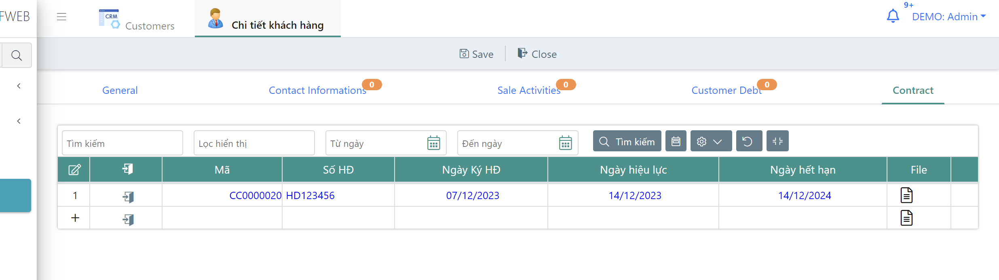 FWEB
CRM
Customers
Chi tiết khách hàng
9+
DEMO: Admin
Save
Close
General
Contact Informations 0
Sale Activities 0
Customer Debt 0
Contract
Tìm kiếm
Lọc hiển thị
Từ ngày
Đến ngày
Tìm kiếm
Mã Số HĐ Ngày Ký HĐ Ngày hiệu lực Ngày hết hạn File
1 CC0000020 HD123456 07/12/2023 14/12/2023 14/12/2024
+